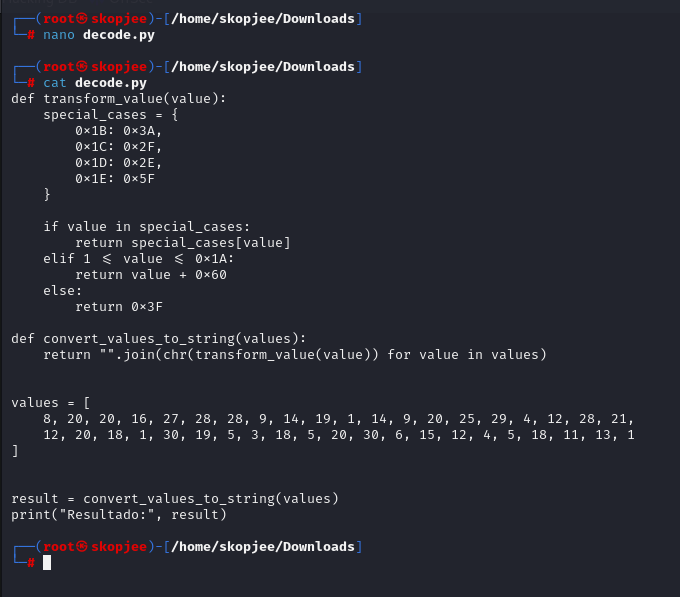 ┌──(root㉿skopjee)-[/home/skopjee/Downloads]
└─# nano decode.py
┌──(root㉿skopjee)-[/home/skopjee/Downloads]
└─# cat decode.py
def transform_value(value):
    special_cases = {
        0×1B: 0×3A,
        0×1C: 0×2F,
        0×1D: 0×2E,
        0×1E: 0×5F
    }
    if value in special_cases:
        return special_cases[value]
    elif 1 ≤ value ≤ 0×1A:
        return value + 0×60
    else:
        return 0×3F
def convert_values_to_string(values):
    return "".join(chr(transform_value(value)) for value in values)
values = [
    8, 20, 20, 16, 27, 28, 28, 9, 14, 19, 1, 14, 9, 20, 25, 29, 4, 12, 28, 21,
    12, 20, 18, 1, 30, 19, 5, 3, 18, 5, 20, 30, 6, 15, 12, 4, 5, 18, 11, 13, 1
]
result = convert_values_to_string(values)
print("Resultado:", result)
┌──(root㉿skopjee)-[/home/skopjee/Downloads]
└─#